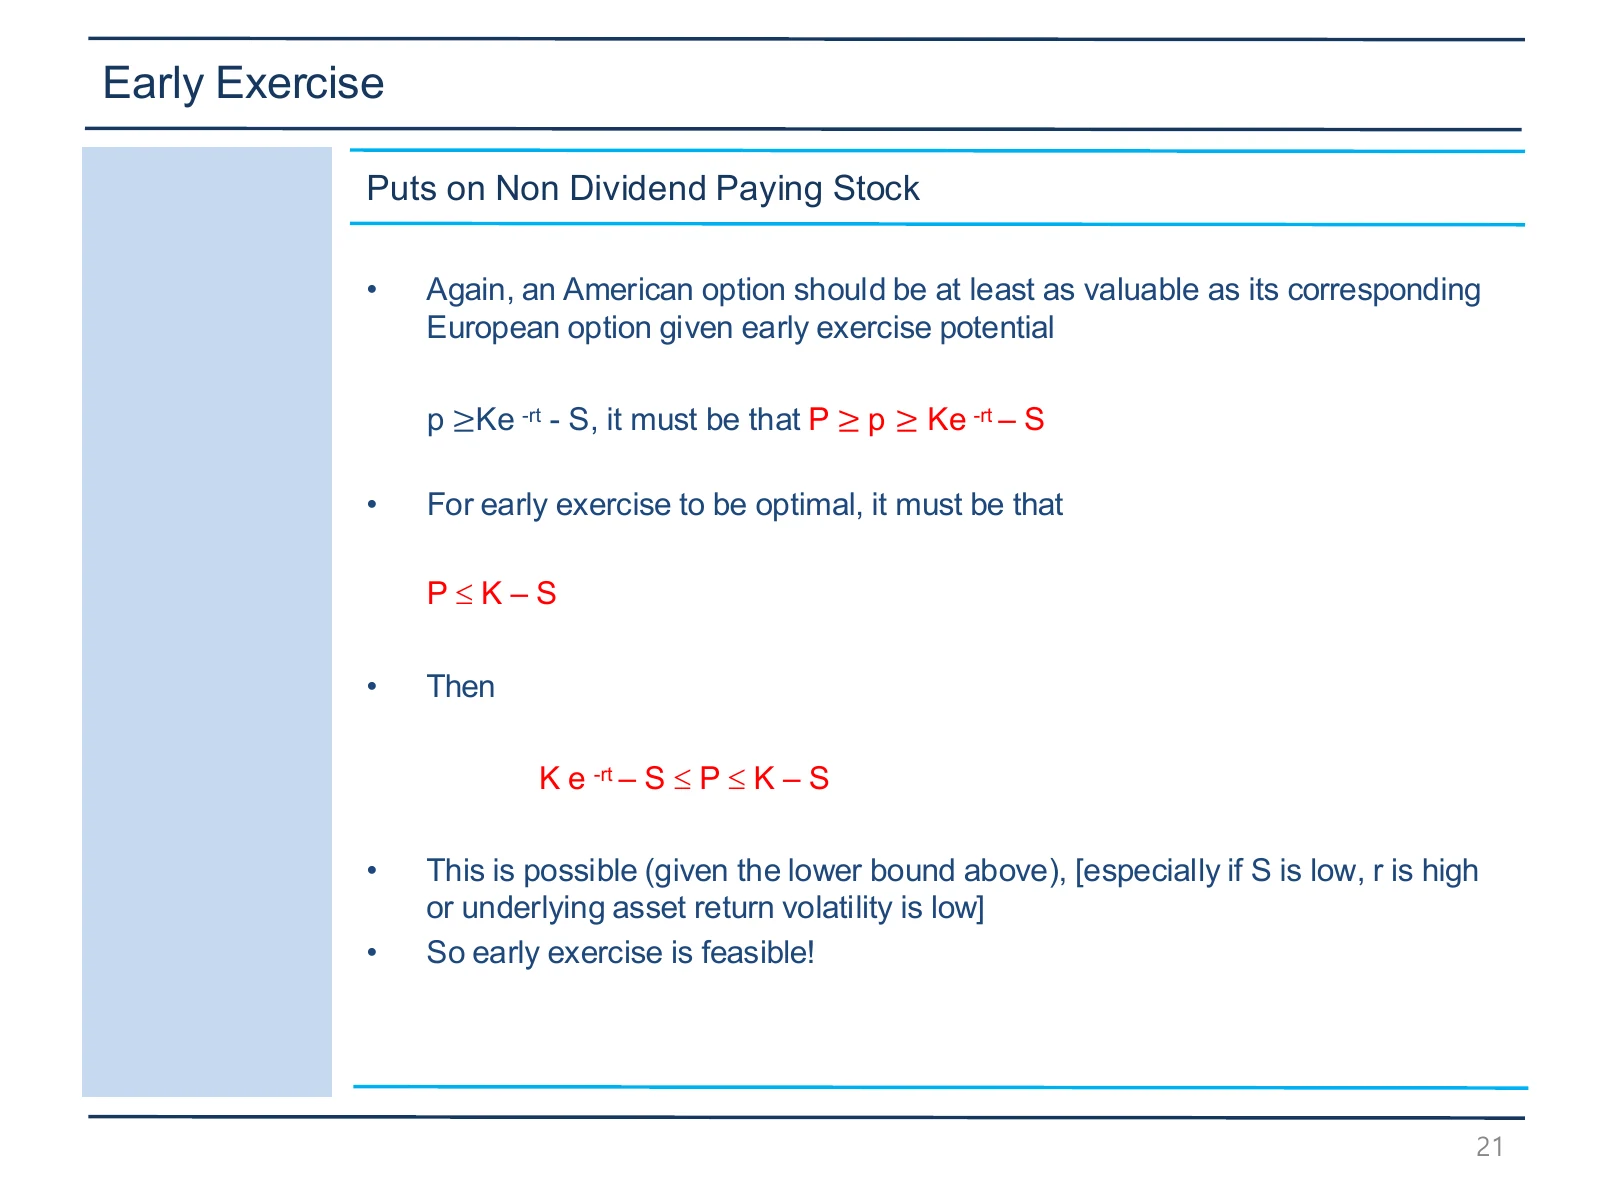 Early Exercise
Puts on Non Dividend Paying Stock
• Again, an American option should be at least as valuable as its corresponding
European option given early exercise potential
p ≥Ke -rt - S, it must be that P ≥ p ≥ Ke -rt – S
• For early exercise to be optimal, it must be that
P ≤ K – S
• Then
K e -rt – S ≤ P ≤ K – S
• This is possible (given the lower bound above), [especially if S is low, r is high
or underlying asset return volatility is low]
• So early exercise is feasible!
21